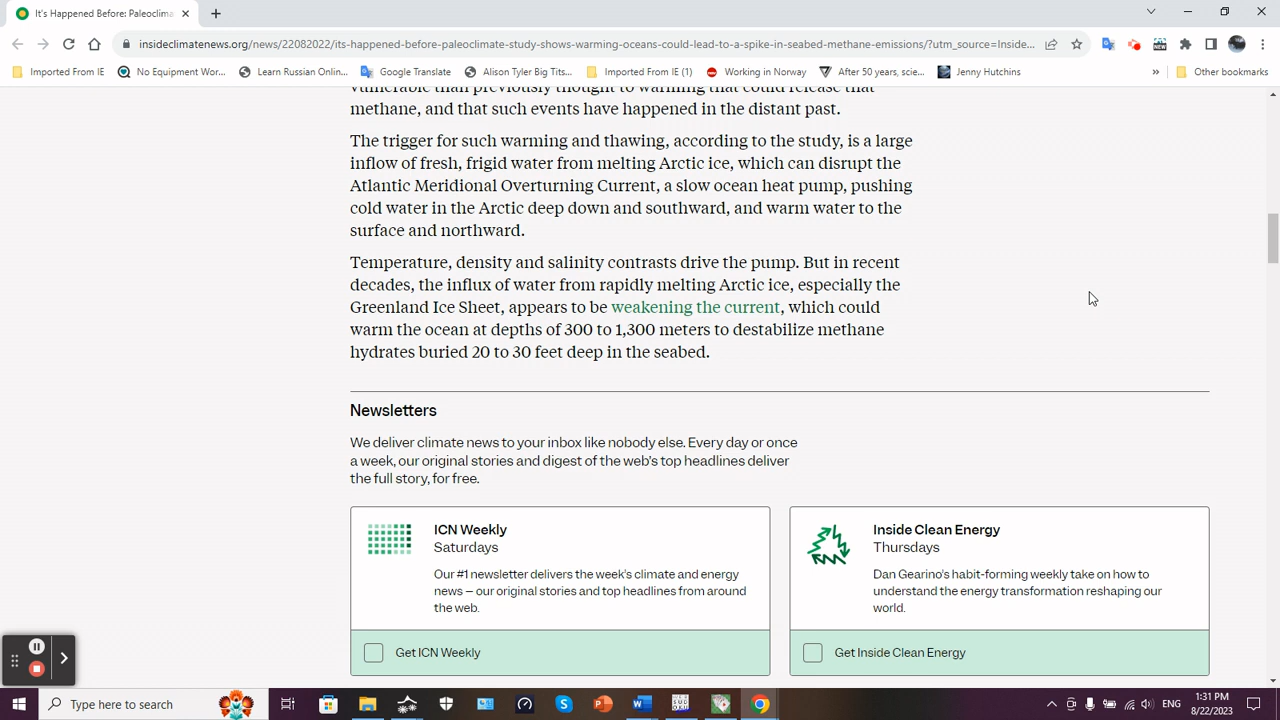 It's Happened Before: Paleoclima
insideclimatenews.org/news/22082022/its-happened-before-paleoclimate-study-shows-warming-oceans-could-lead-to-a-spike-in-seabed-methane-emissions/?utm_source=Inside...
Imported From IE
No Equipment Wor...
Learn Russian Onlin...
Google Translate
Alison Tyler Big Tits...
Imported From IE (1)
Working in Norway
After 50 years, scie...
Jenny Hutchins
»
Other bookmarks
vulnerable than previously thought to warming that could release that
methane, and that such events have happened in the distant past.
The trigger for such warming and thawing, according to the study, is a large
inflow of fresh, frigid water from melting Arctic ice, which can disrupt the
Atlantic Meridional Overturning Current, a slow ocean heat pump, pushing
cold water in the Arctic deep down and southward, and warm water to the
surface and northward.
Temperature, density and salinity contrasts drive the pump. But in recent
decades, the influx of water from rapidly melting Arctic ice, especially the
Greenland Ice Sheet, appears to be weakening the current, which could
warm the ocean at depths of 300 to 1,300 meters to destabilize methane
hydrates buried 20 to 30 feet deep in the seabed.
Newsletters
We deliver climate news to your inbox like nobody else. Every day or once
a week, our original stories and digest of the web's top headlines deliver
the full story, for free.
ICN Weekly
Saturdays
Our #1 newsletter delivers the week's climate and energy
news – our original stories and top headlines from around
the web.
Get ICN Weekly
Inside Clean Energy
Thursdays
Dan Gearino's habit-forming weekly take on how to
understand the energy transformation reshaping our
world.
Get Inside Clean Energy
Type here to search
ENG
1:31 PM
8/22/2023